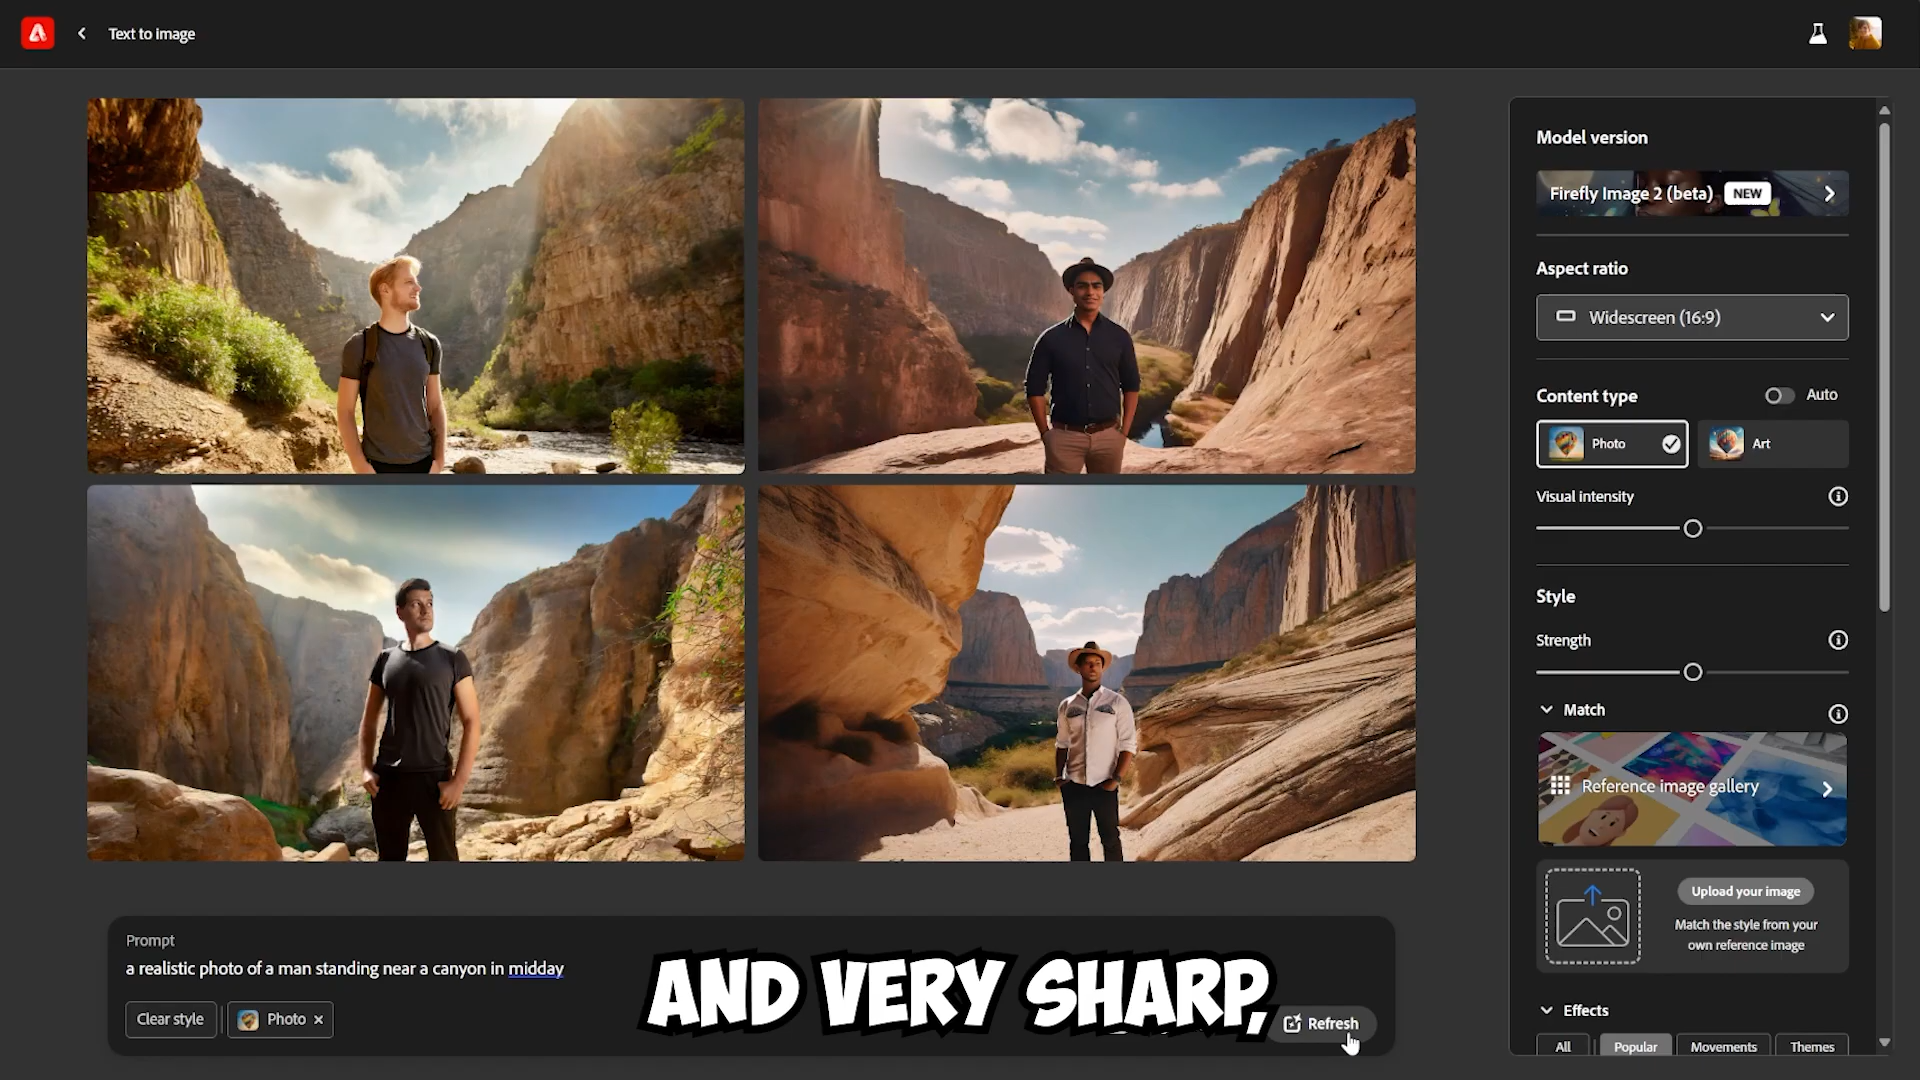 Text to image
Model version
Firefly Image 2 (beta) NEW
Aspect ratio
Widescreen (16:9)
Content type Auto
Photo Art
Visual intensity
Style
Strength
Match
Reference image gallery
Upload your image
Match the style from your
own reference image
Effects
All Popular Movements Themes
Prompt
a realistic photo of a man standing near a canyon in midday
Clear style Photo
Refresh
AND VERY SHARP,